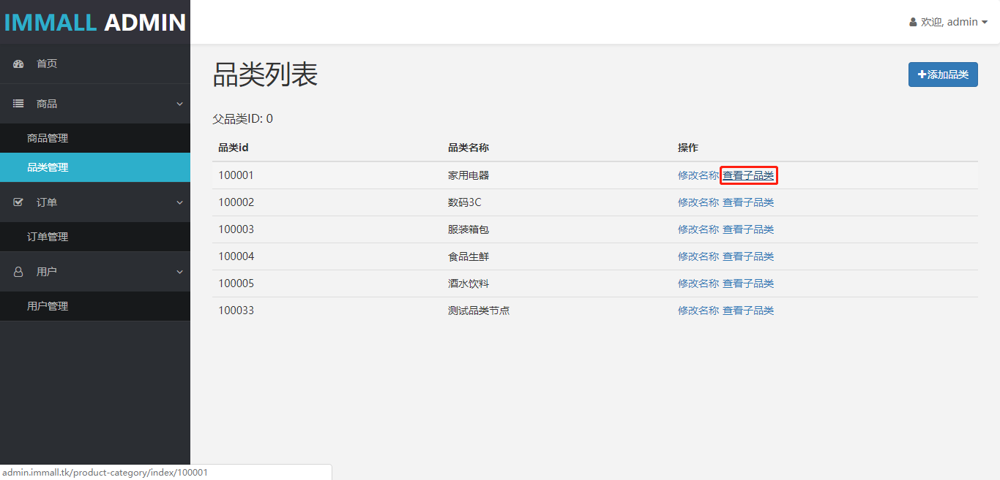 IMMALL ADMIN
欢迎, admin
首页
商品
商品管理
品类管理
订单
订单管理
用户
用户管理
品类列表
添加品类
父品类ID: 0
品类id 品类名称 操作
100001 家用电器 修改名称 查看子品类
100002 数码3C 修改名称 查看子品类
100003 服装箱包 修改名称 查看子品类
100004 食品生鲜 修改名称 查看子品类
100005 酒水饮料 修改名称 查看子品类
100033 测试品类节点 修改名称 查看子品类
admin.immall.tk/product-category/index/100001